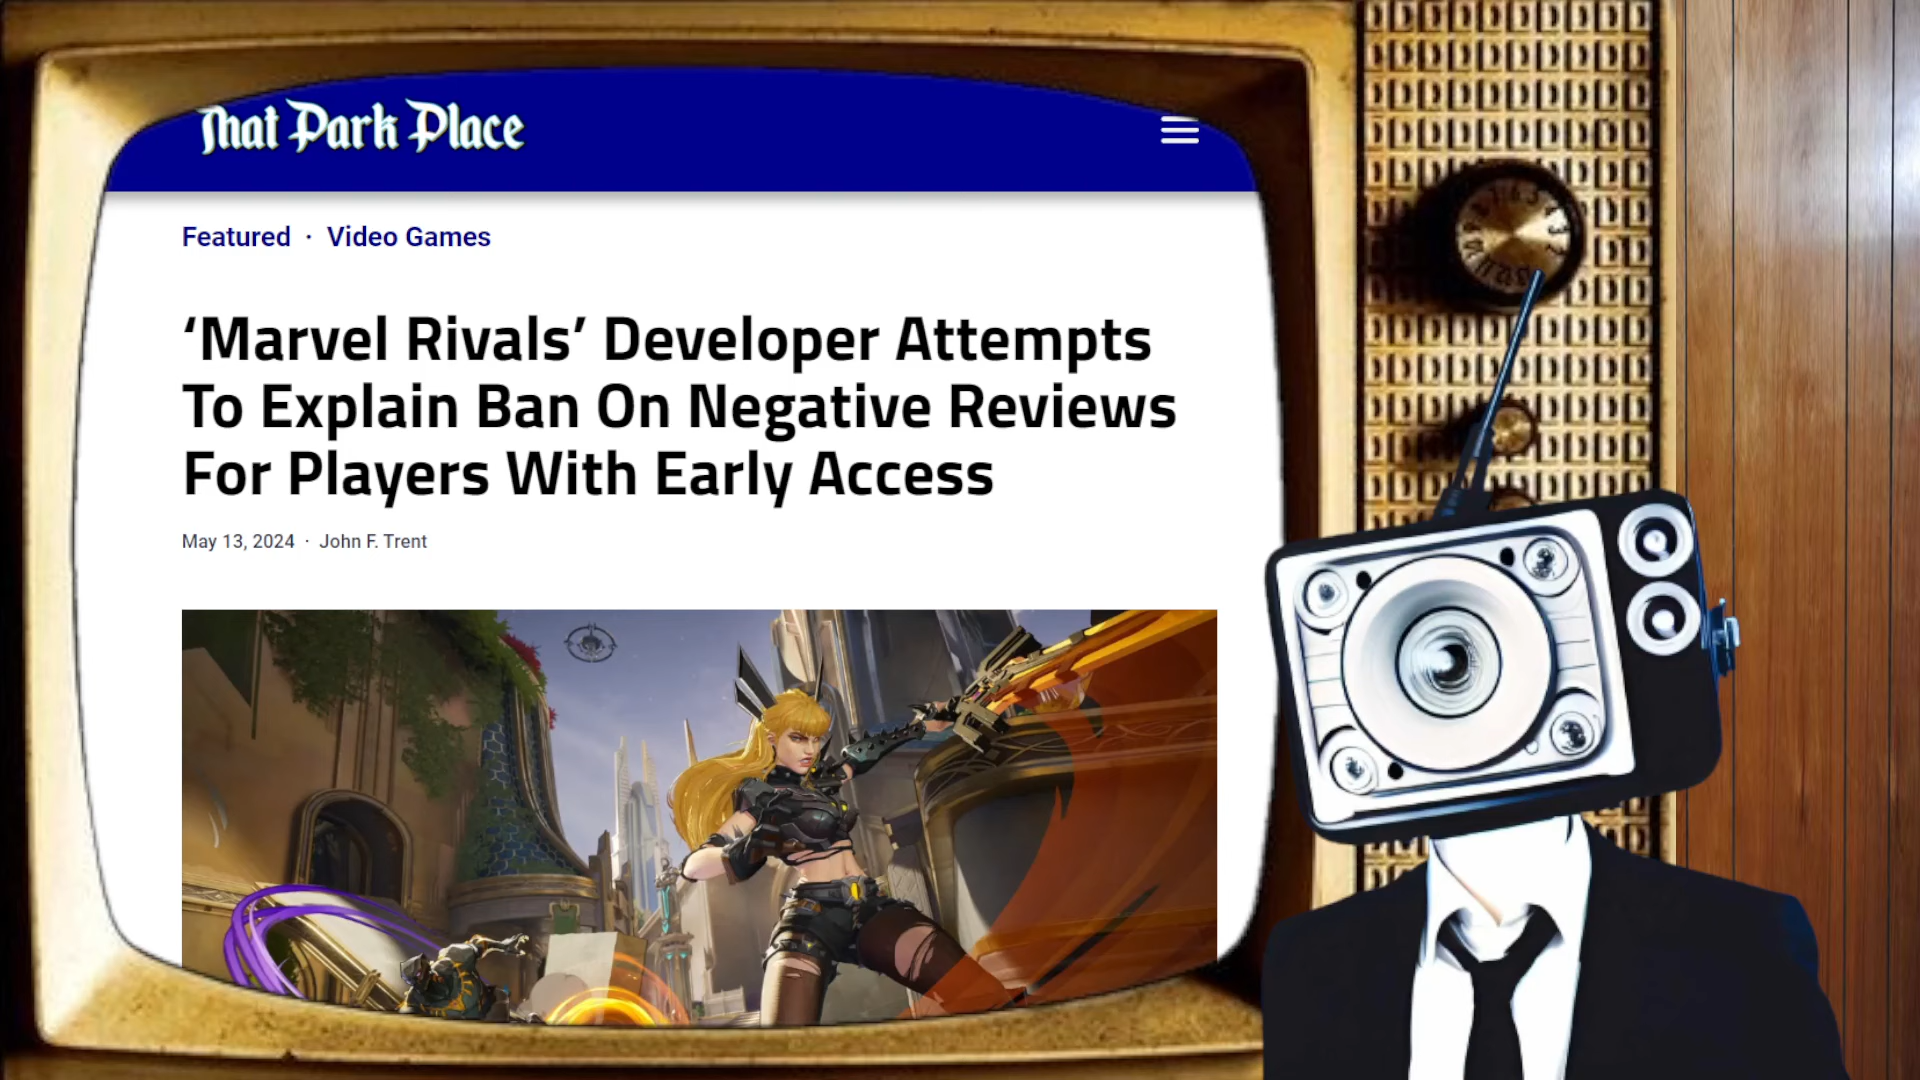 That Park Place
Featured · Video Games
‘Marvel Rivals’ Developer Attempts
To Explain Ban On Negative Reviews
For Players With Early Access
May 13, 2024 · John F. Trent